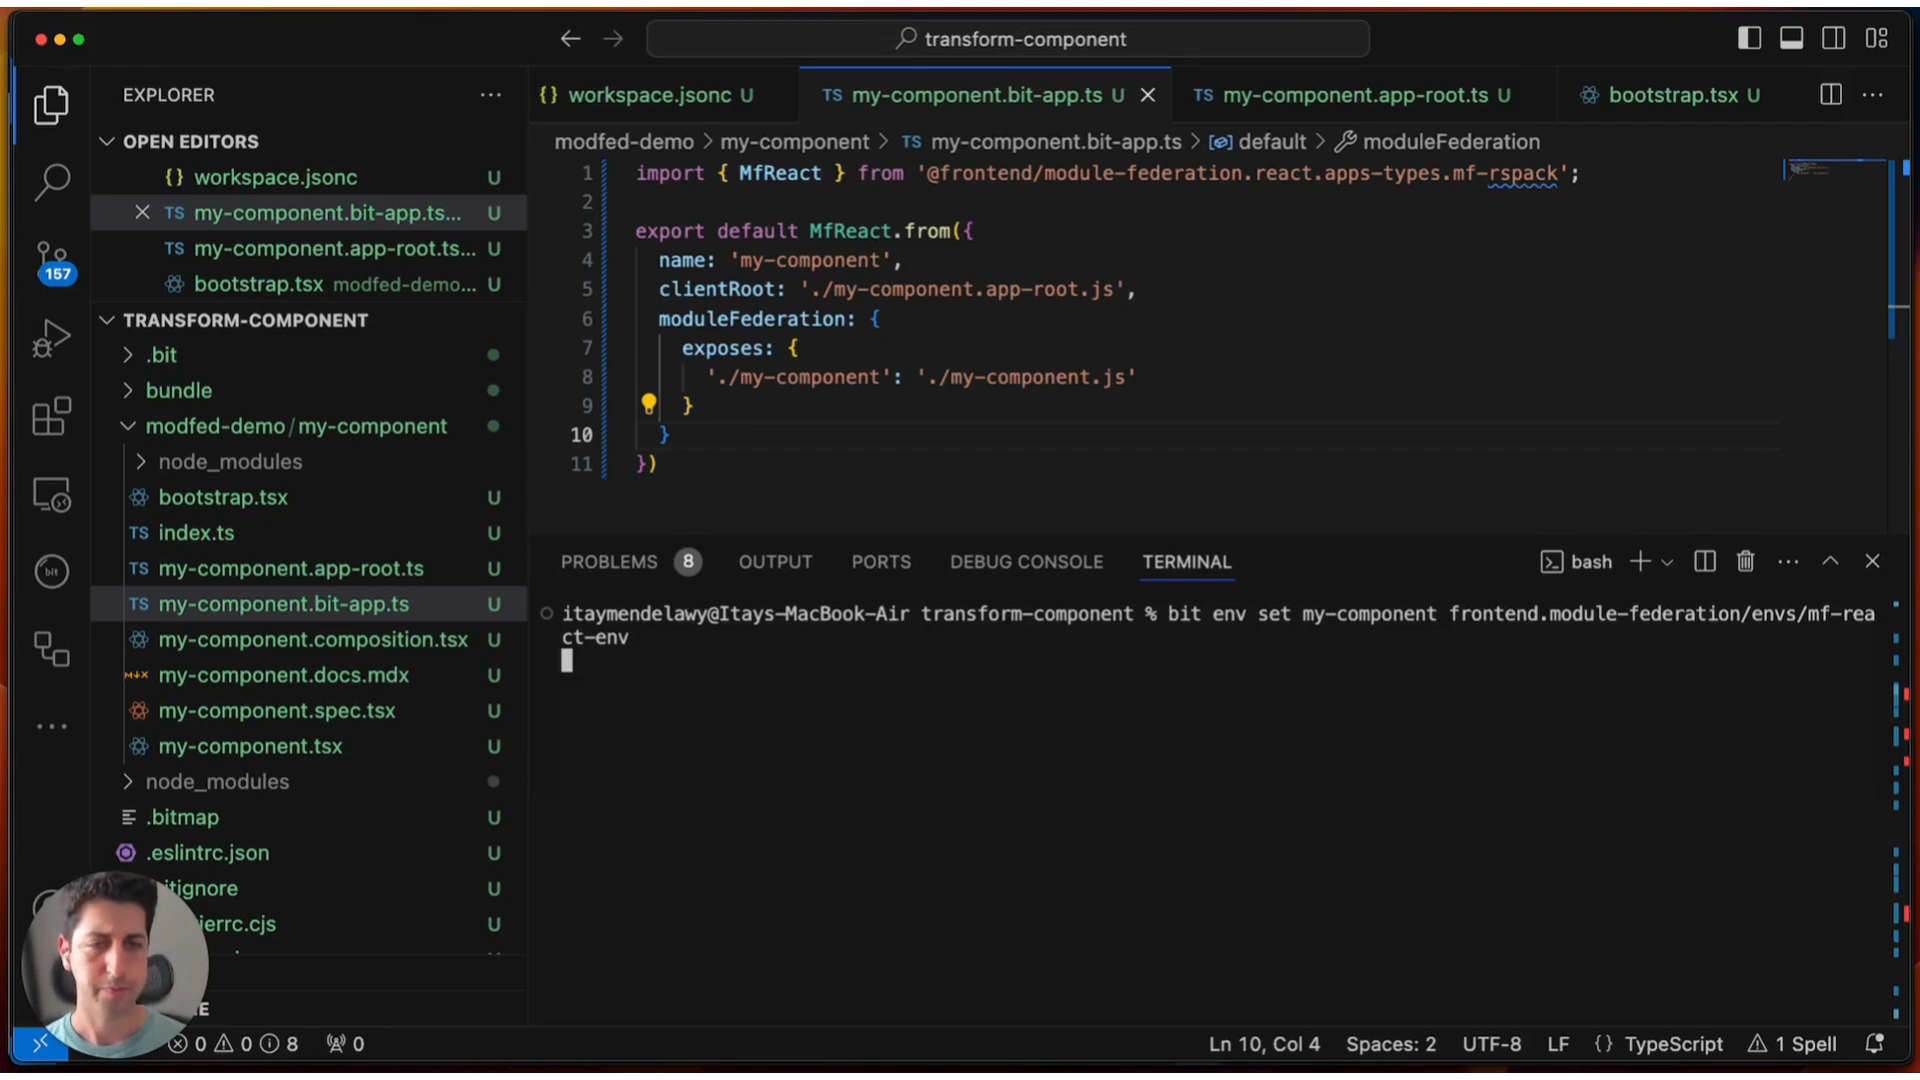 transform-component
EXPLORER
OPEN EDITORS
{} workspace.jsonc U
TS my-component.bit-app.ts... U
TS my-component.app-root.ts... U
bootstrap.tsx modfed-demo... U
157
TRANSFORM-COMPONENT
.bit
bundle
modfed-demo / my-component
node_modules
bootstrap.tsx U
TS index.ts U
TS my-component.app-root.ts U
TS my-component.bit-app.ts U
my-component.composition.tsx U
my-component.docs.mdx U
my-component.spec.tsx U
my-component.tsx U
node_modules
.bitmap U
.eslintrc.json U
itignore U
ierrc.cjs U
bit
{} workspace.jsonc U
TS my-component.bit-app.ts U
TS my-component.app-root.ts U
bootstrap.tsx U
modfed-demo > my-component > TS my-component.bit-app.ts > default > moduleFederation
1 import { MfReact } from '@frontend/module-federation.react.apps-types.mf-rspack';
2
3 export default MfReact.from({
4 name: 'my-component',
5 clientRoot: './my-component.app-root.js',
6 moduleFederation: {
7 exposes: {
8 './my-component': './my-component.js'
9 }
10 }
11 })
PROBLEMS 8 OUTPUT PORTS DEBUG CONSOLE TERMINAL
bash
itaymendelawy@Itays-MacBook-Air transform-component % bit env set my-component frontend.module-federation/envs/mf-rea
ct-env
0 0 8 0
Ln 10, Col 4 Spaces: 2 UTF-8 LF {} TypeScript 1 Spell